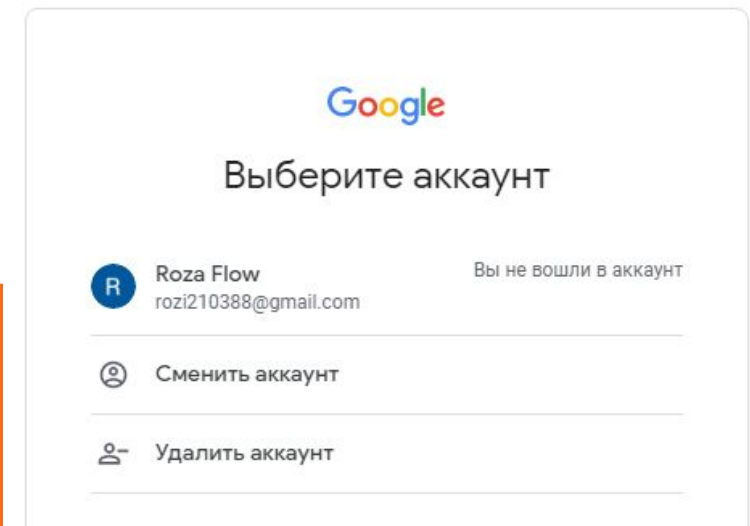 Google
Выберите аккаунт
R
Roza Flow
Вы не вошли в аккаунт
rozi210388@gmail.com
Сменить аккаунт
Удалить аккаунт